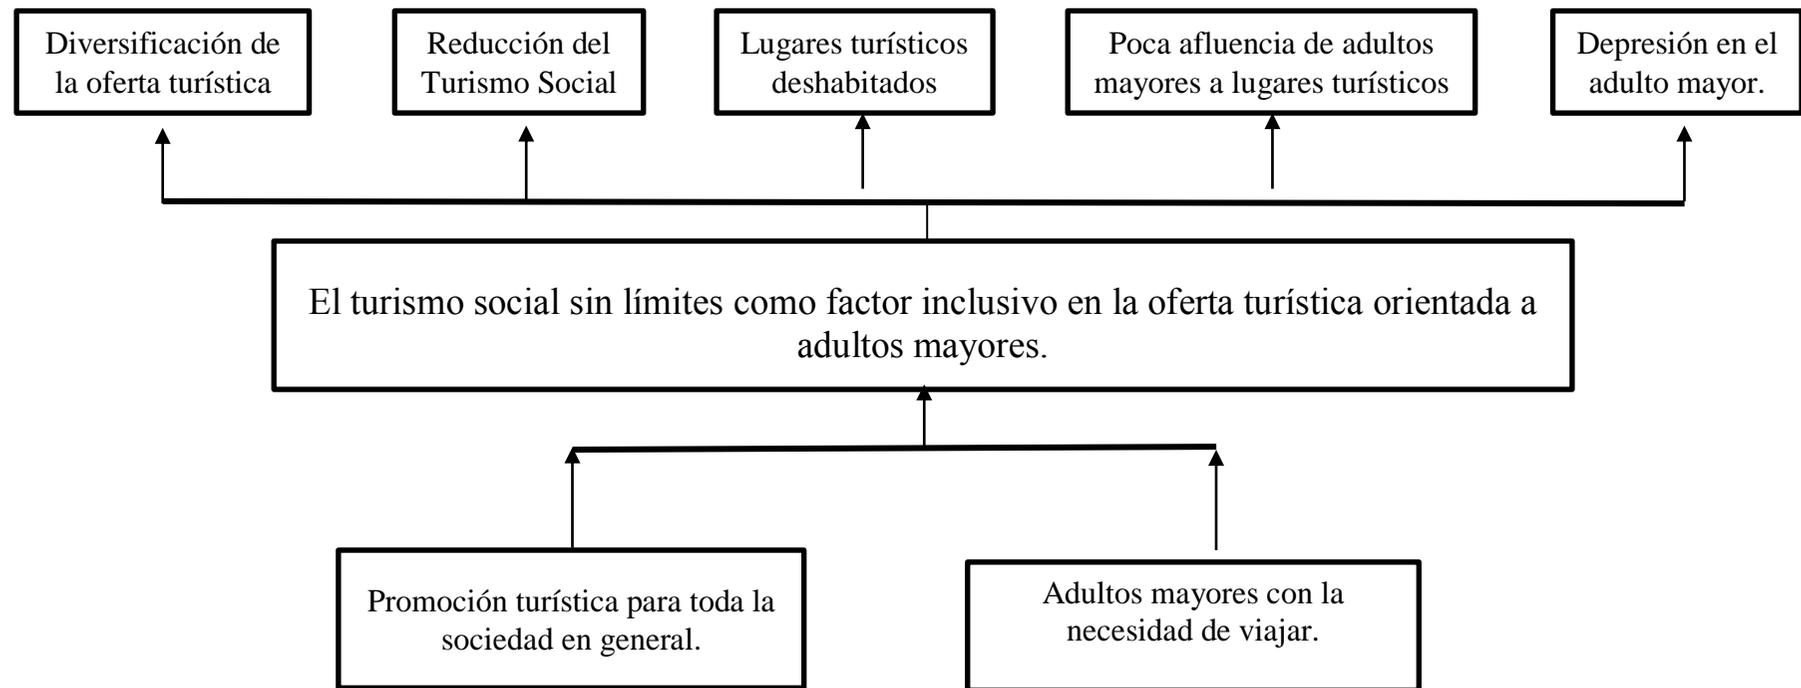 Diversificación de
la oferta turística
Reducción del
Turismo Social
Lugares turísticos
deshabitados
Poca afluencia de adultos
mayores a lugares turísticos
Depresión en el
adulto mayor.
El turismo social sin límites como factor inclusivo en la oferta turística orientada a
adultos mayores.
Promoción turística para toda la
sociedad en general.
Adultos mayores con la
necesidad de viajar.